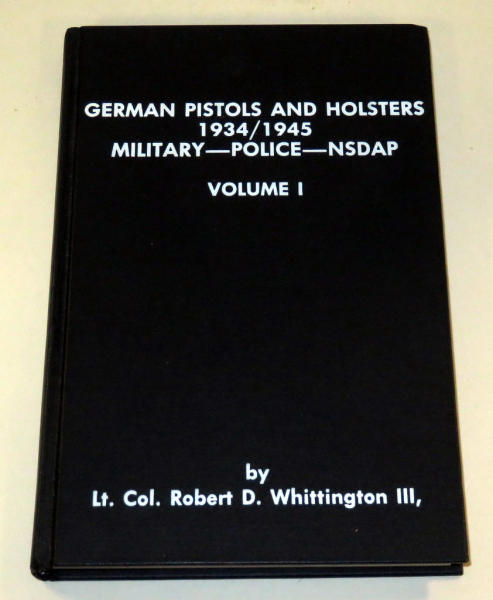 GERMAN PISTOLS AND HOLSTERS
1934/1945
MILITARY—POLICE—NSDAP
VOLUME I
by
Lt. Col. Robert D. Whittington III,